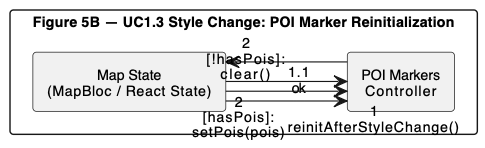 Figure 5B — UC1.3 Style Change: POI Marker Reinitialization
2
[!hasPois]:
clear()
1.1
ok
Map State
(MapBloc / React State)
POI Markers
Controller
2
[hasPois]:
setPois(pois)
1
reinitAfterStyleChange()